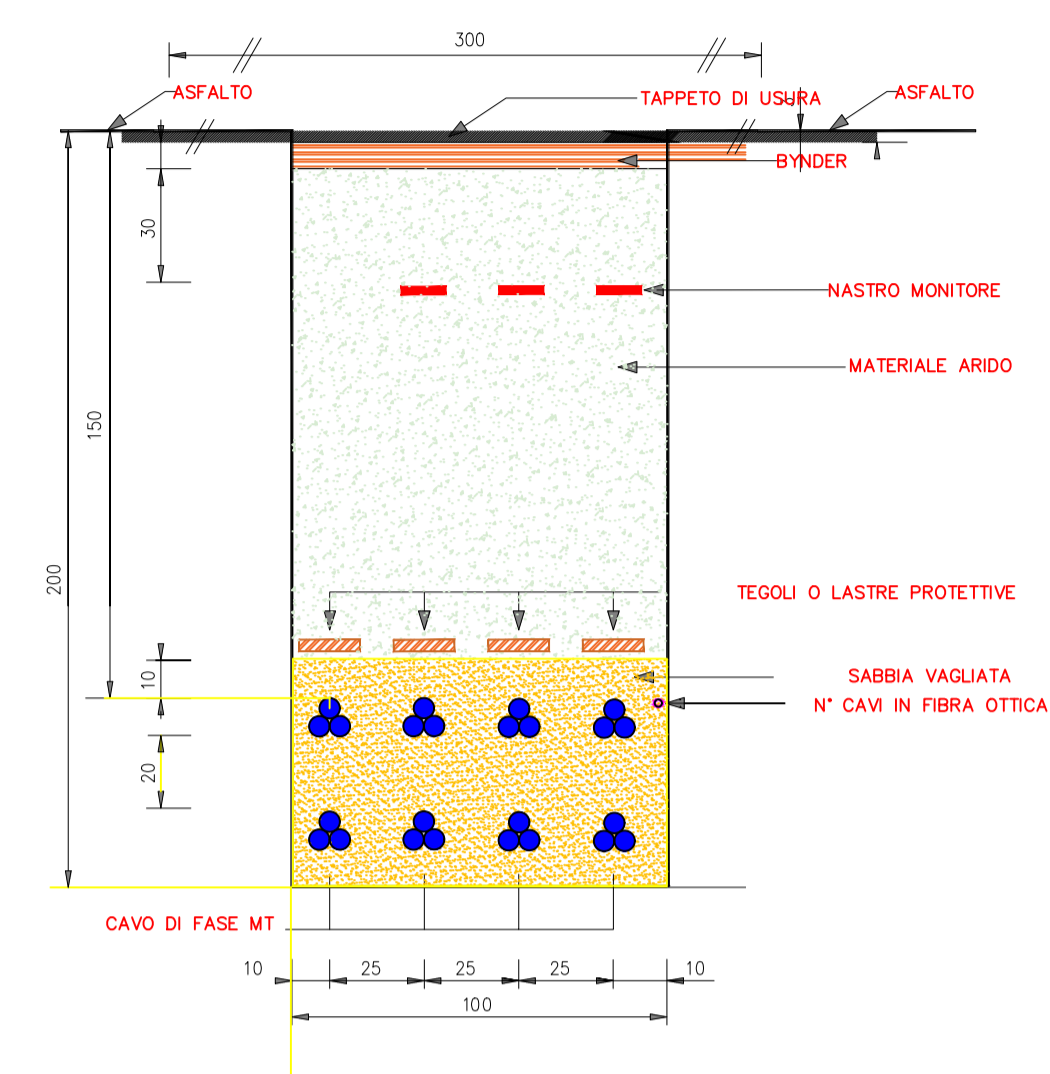 300
ASFALTO
TAPPETO DI USURA
ASFALTO
BYNDER
30
NASTRO MONITORE
MATERIALE ARIDO
150
200
TEGOLI O LASTRE PROTETTIVE
10
SABBIA VAGLIATA
N° CAVI IN FIBRA OTTICA
20
CAVO DI FASE MT
10 25 25 25 10
100